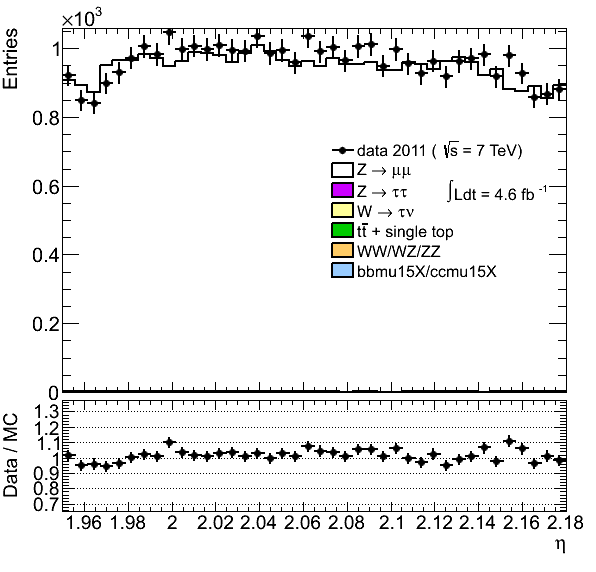 ×10³
Entries
1
0.8
0.6
0.4
0.2
0
data 2011 ( √s = 7 TeV)
Z → μμ
Z → ττ
∫Ldt = 4.6 fb⁻¹
W → τν
tt̄ + single top
WW/WZ/ZZ
bbmu15X/ccmu15X
Data / MC
1.3
1.2
1.1
1
0.9
0.8
0.7
1.96 1.98 2 2.02 2.04 2.06 2.08 2.1 2.12 2.14 2.16 2.18
η